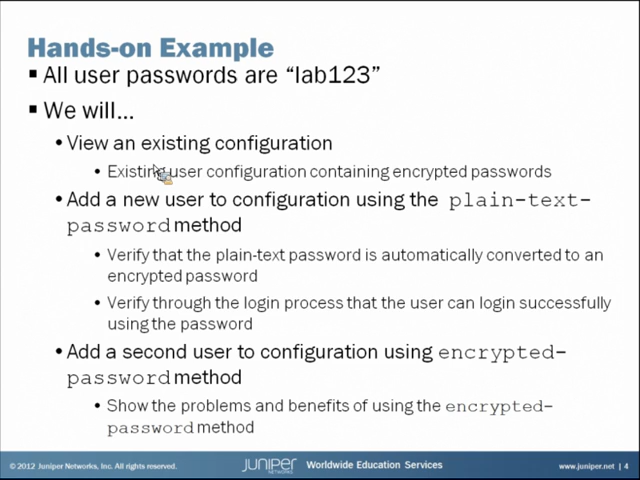 Hands-on Example
▪ All user passwords are “lab123”
▪ We will...
• View an existing configuration
• Existing user configuration containing encrypted passwords
• Add a new user to configuration using the plain-text-
password method
• Verify that the plain-text password is automatically converted to an
encrypted password
• Verify through the login process that the user can login successfully
using the password
• Add a second user to configuration using encrypted-
password method
• Show the problems and benefits of using the encrypted-
password method
© 2012 Juniper Networks, Inc. All rights reserved. JUNIPER NETWORKS Worldwide Education Services www.juniper.net | 4